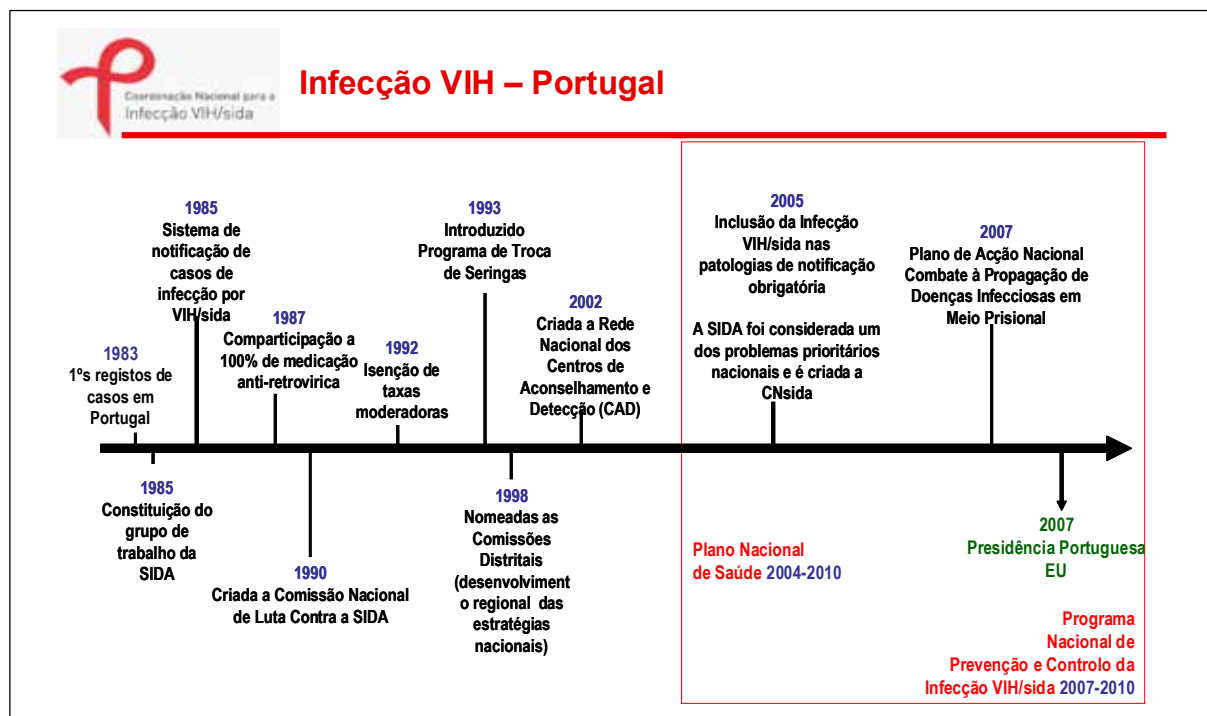 Coordenação Nacional para a
Infecção VIH/sida
Infecção VIH – Portugal
1983
1ºs registos de
casos em
Portugal
1985
Sistema de
notificação de
casos de
infecção por
VIH/sida
1987
Comparticipação a
100% de medicação
anti-retrovirica
1992
Isenção de
taxas
moderadoras
1993
Introduzido
Programa de Troca
de Seringas
2002
Criada a Rede
Nacional dos
Centros de
Aconselhamento e
Detecção (CAD)
2005
Inclusão da Infecção
VIH/sida nas
patologias de notificação
obrigatória
A SIDA foi considerada um
dos problemas prioritários
nacionais e é criada a
CNsida
2007
Plano de Acção Nacional
Combate à Propagação de
Doenças Infecciosas em
Meio Prisional
1985
Constituição do
grupo de
trabalho da
SIDA
1990
Criada a Comissão Nacional
de Luta Contra a SIDA
1998
Nomeadas as
Comissões
Distritais
(desenvolviment
o regional das
estratégias
nacionais)
Plano Nacional
de Saúde 2004-2010
2007
Presidência Portuguesa
EU
Programa
Nacional de
Prevenção e Controlo da
Infecção VIH/sida 2007-2010